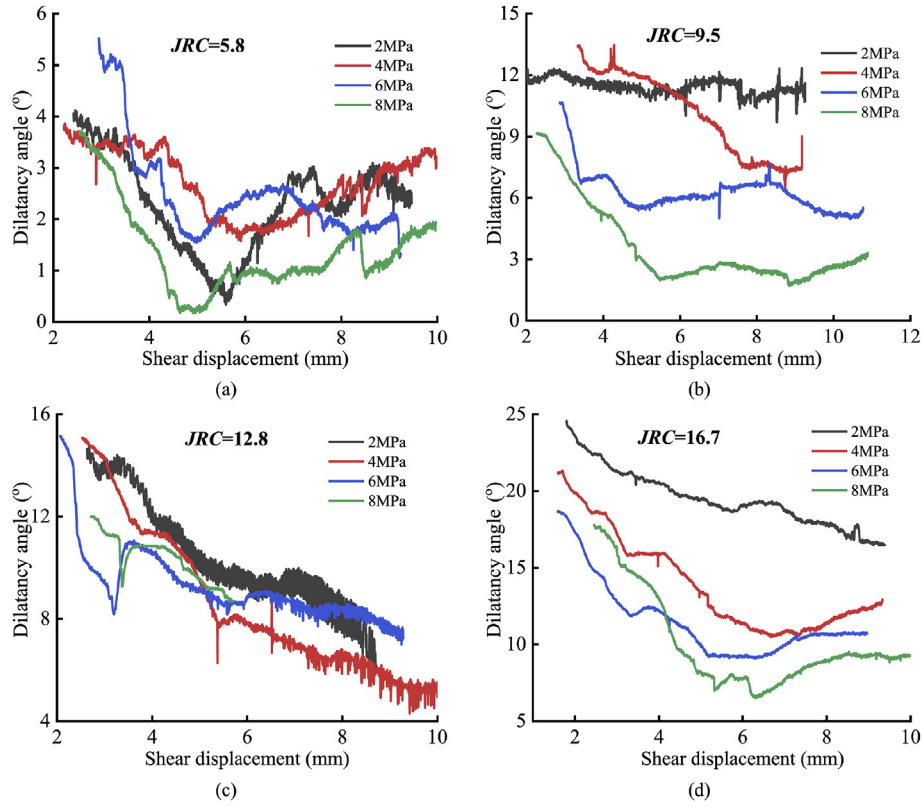 JRC=5.8
2MPa
4MPa
6MPa
8MPa
Dilatancy angle (°)
6
5
4
3
2
1
0
2 4 6 8 10
Shear displacement (mm)
(a)
JRC=9.5
2MPa
4MPa
6MPa
8MPa
Dilatancy angle (°)
15
12
9
6
3
0
2 4 6 8 10 12
Shear displacement (mm)
(b)
JRC=12.8
2MPa
4MPa
6MPa
8MPa
Dilatancy angle (°)
16
12
8
4
2 4 6 8 10
Shear displacement (mm)
(c)
JRC=16.7
2MPa
4MPa
6MPa
8MPa
Dilatancy angle (°)
25
20
15
10
5
2 4 6 8 10
Shear displacement (mm)
(d)